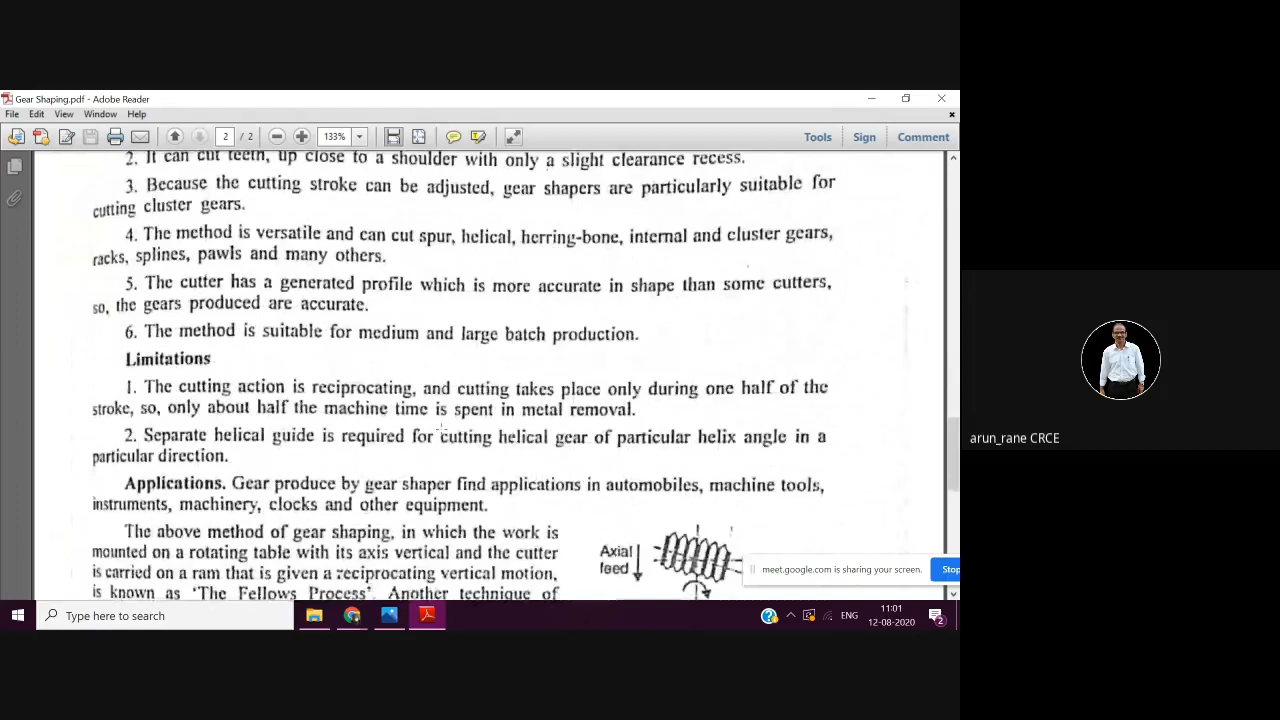 Gear Shaping.pdf - Adobe Reader
File Edit View Window Help
2 / 2 133% Tools Sign Comment
2. It can cut teeth, up close to a shoulder with only a slight clearance recess.
3. Because the cutting stroke can be adjusted, gear shapers are particularly suitable for
cutting cluster gears.
4. The method is versatile and can cut spur, helical, herring-bone, internal and cluster gears,
racks, splines, pawls and many others.
5. The cutter has a generated profile which is more accurate in shape than some cutters,
so, the gears produced are accurate.
6. The method is suitable for medium and large batch production.
Limitations
1. The cutting action is reciprocating, and cutting takes place only during one half of the
stroke, so, only about half the machine time is spent in metal removal.
2. Separate helical guide is required for cutting helical gear of particular helix angle in a
particular direction.
Applications. Gear produce by gear shaper find applications in automobiles, machine tools,
instruments, machinery, clocks and other equipment.
The above method of gear shaping, in which the work is
mounted on a rotating table with its axis vertical and the cutter
is carried on a ram that is given a reciprocating vertical motion,
is known as 'The Fellows Process'. Another technique of
Axial
feed
meet.google.com is sharing your screen. Stop
arun_rane CRCE
Type here to search
ENG
11:01
12-08-2020
2